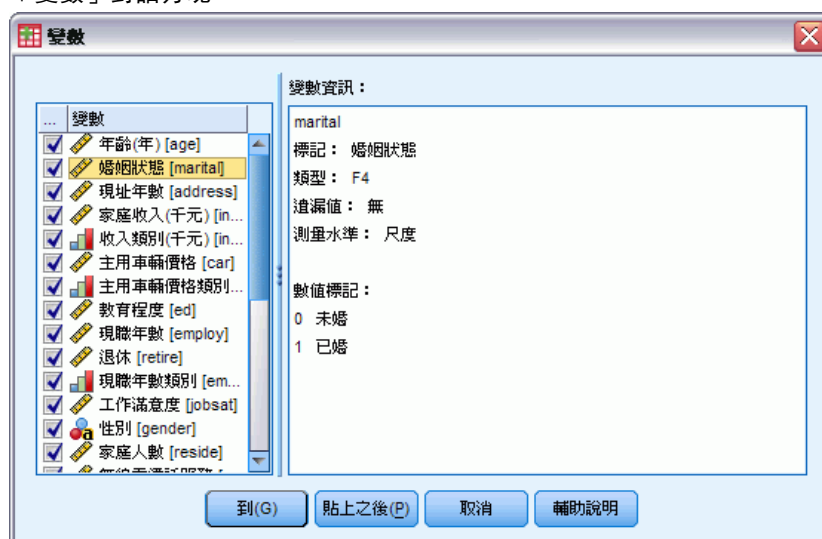 變數
變數資訊：
... 變數
年齡(年) [age]
婚姻狀態 [marital]
現址年數 [address]
家庭收入(千元) [in...
收入類別(千元) [in...
主用車輛價格 [car]
主用車輛價格類別...
教育程度 [ed]
現職年數 [employ]
退休 [retire]
現職年數類別 [em...
工作滿意度 [jobsat]
性別 [gender]
家庭人數 [reside]
marital
標記： 婚姻狀態
類型： F4
遺漏值： 無
測量水準： 尺度
數值標記：
0 未婚
1 已婚
到(G)
貼上之後(P)
取消
輔助說明